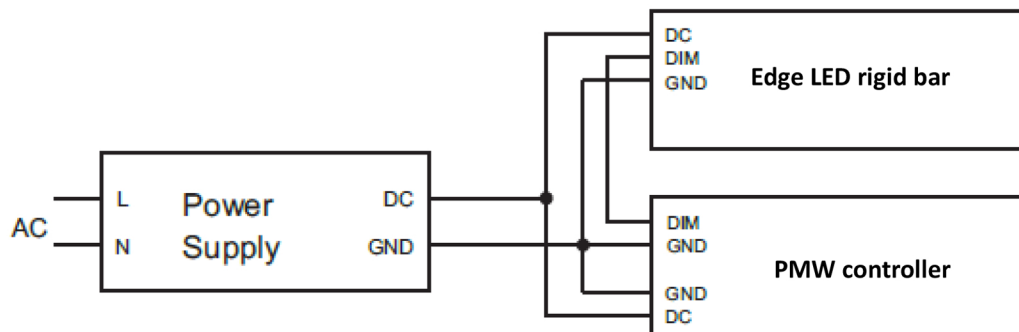 AC
L
N
Power
Supply
DC
GND
DC
DIM
GND
Edge LED rigid bar
DIM
GND
GND
DC
PMW controller